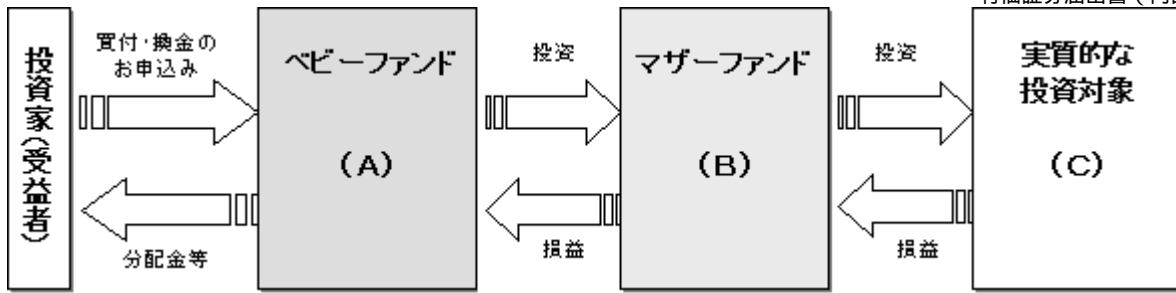 投資家(受益者)
買付・換金の
お申込み
分配金等
ベビーファンド
(A)
投資
損益
マザーファンド
(B)
投資
損益
実質的な
投資対象
(C)